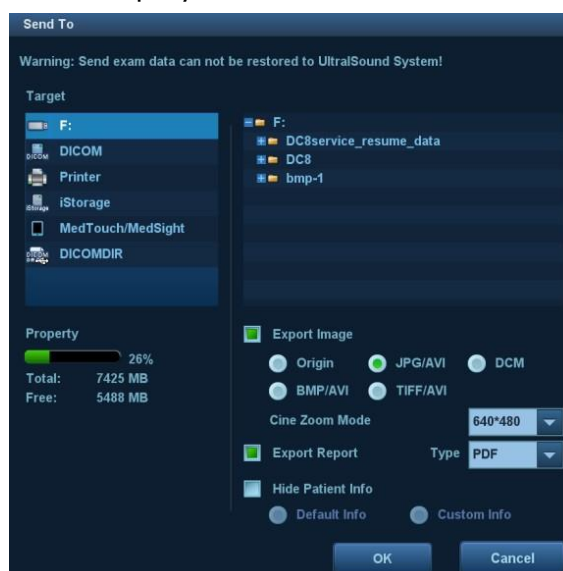 Send To
Warning: Send exam data can not be restored to UltralSound System!
Target
F:
DICOM
Printer
iStorage
MedTouch/MedSight
DICOMDIR
F:
DC8service_resume_data
DC8
bmp-1
Property
26%
Total: 7425 MB
Free: 5488 MB
Export Image
Origin JPG/AVI DCM
BMP/AVI TIFF/AVI
Cine Zoom Mode 640*480
Export Report Type PDF
Hide Patient Info
Default Info Custom Info
OK Cancel